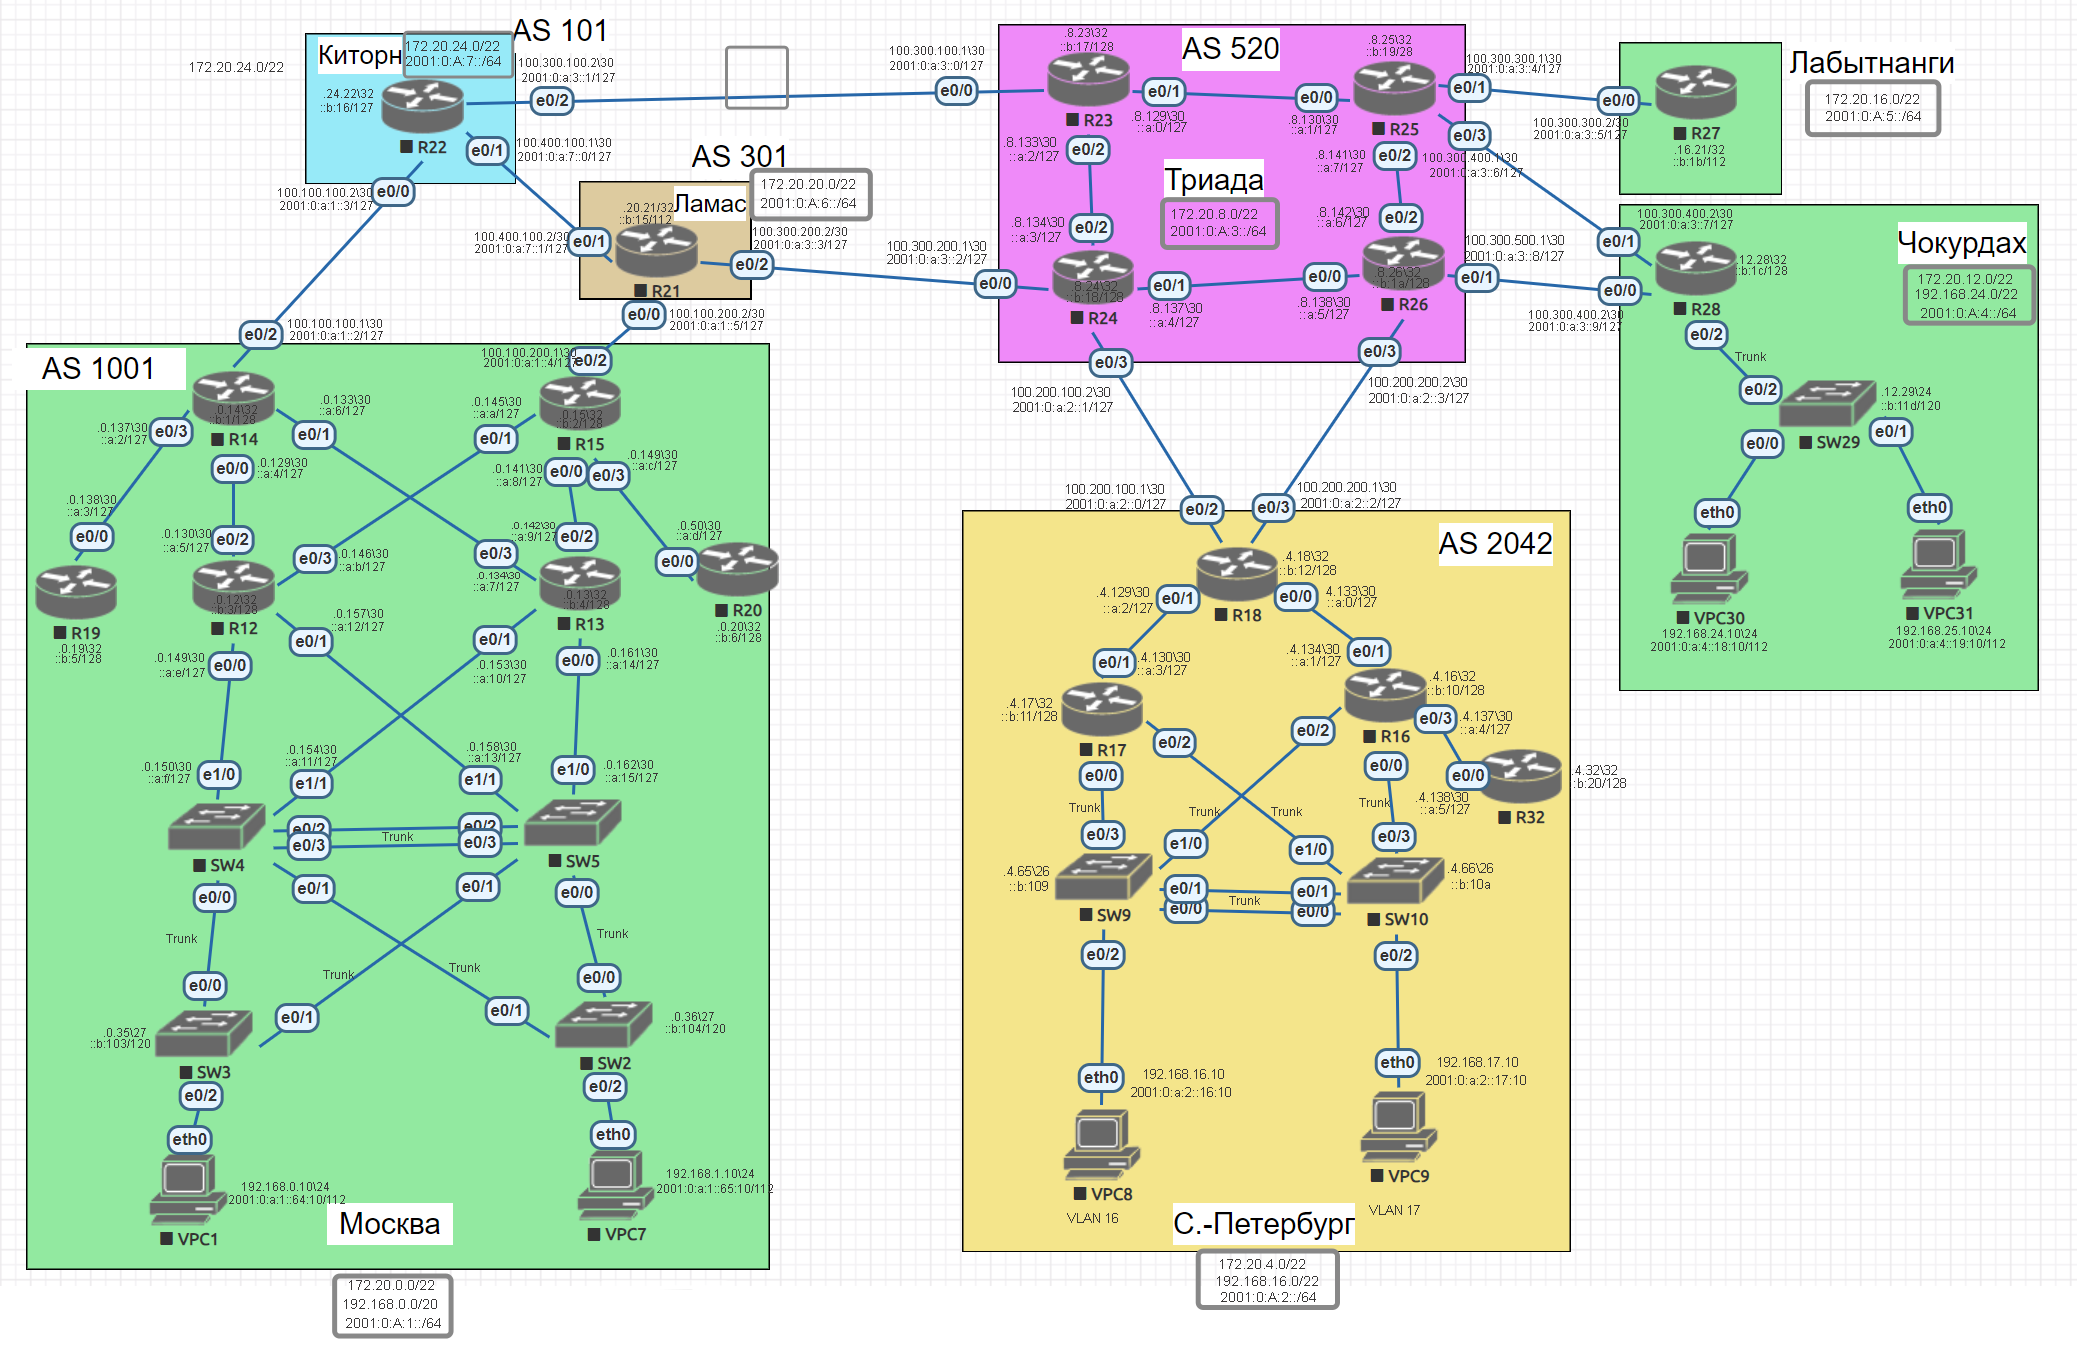 AS 101
Киторн
172.20.24.0/22
2001:0:A:7::/64
172.20.24.0/22
.24.22\32
::b:16/127
R22
100.300.100.2/30
2001:0:a:3::1/127
e0/2
e0/1
100.400.100.1\30
2001:0:a:7::0/127
100.100.100.2\30
2001:0:a:1::3/127
e0/0
100.300.100.1\30
2001:0:a:3::0/127
e0/0
AS 301
Ламас
172.20.20.0/22
2001:0:A:6::/64
.20.21/32
::b:15/112
R21
100.400.100.2/30
2001:0:a:7::1/127
e0/1
100.300.200.2/30
2001:0:a:3::3/127
e0/2
e0/0
100.100.200.2/30
2001:0:a:1::5/127
100.300.200.1\30
2001:0:a:3::2/127
e0/0
AS 520
Триада
172.20.8.0/22
2001:0:A:3::/64
.8.23\32
::b:17/128
R23
e0/1
.8.129\30
::a:0/127
.8.133\30
::a:2/127
e0/2
.8.25\32
::b:19/28
R25
e0/0
.8.130\30
::a:1/127
e0/1
100.300.300.1\30
2001:0:a:3::4/127
e0/3
100.300.400.1\30
2001:0:a:3::6/127
.8.141\30
::a:7/127
e0/2
.8.134\30
::a:3/127
e0/2
.8.24\32
::b:18/128
R24
e0/1
.8.137\30
::a:4/127
e0/3
.8.142\30
::a:6/127
e0/2
.8.26\32
::b:1a/128
R26
e0/0
.8.138\30
::a:5/127
e0/1
100.300.500.1\30
2001:0:a:3::8/127
e0/3
100.200.100.2\30
2001:0:a:2::1/127
100.200.200.2\30
2001:0:a:2::3/127
Лабытнанги
172.20.16.0/22
2001:0:A:5::/64
e0/0
100.300.300.2/30
2001:0:a:3::5/127
R27
.16.21/32
::b:1b/112
Чокурдах
172.20.12.0/22
192.168.24.0/22
2001:0:A:4::/64
100.300.400.2\30
2001:0:a:3::7/127
e0/1
e0/0
100.300.400.2\30
2001:0:a:3::9/127
.12.28\32
::b:1c/128
R28
e0/2
Trunk
e0/2
.12.29\24
::b:11d/120
SW29
e0/0
e0/1
eth0
eth0
VPC30
192.168.24.10\24
2001:0:a:4::18:10/112
VPC31
192.168.25.10\24
2001:0:a:4::19:10/112
AS 1001
e0/2
100.100.100.1\30
2001:0:a:1::2/127
100.100.200.1\30
2001:0:a:1::4/127
e0/2
.0.14\32
::b:1/128
R14
.0.137\30
::a:2/127
e0/3
.0.133\30
::a:6/127
e0/1
e0/0
.0.129\30
::a:4/127
.0.145\30
::a:a/127
e0/1
.0.15\32
::b:2/128
R15
.0.141\30
::a:8/127
e0/0
e0/3
.0.149\30
::a:c/127
.0.138\30
::a:3/127
e0/0
R19
.0.19\32
::b:5/128
.0.130\30
::a:5/127
e0/2
e0/3
.0.146\30
::a:b/127
.0.12\32
::b:3/128
R12
.0.142\30
::a:9/127
e0/2
e0/3
.0.134\30
::a:7/127
.0.13\32
::b:4/128
R13
.0.50\30
::a:d/127
e0/0
R20
.0.20\32
::b:6/128
.0.149/30
::a:e/127
e0/0
.0.157\30
::a:12/127
e0/1
e0/1
.0.153\30
::a:10/127
e0/0
.0.161\30
::a:14/127
.0.150\30
::a:f/127
e1/0
.0.154\30
::a:11/127
e1/1
.0.158\30
::a:13/127
e1/1
e1/0
.0.162\30
::a:15/127
SW4
e0/2
e0/3
Trunk
e0/2
e0/3
SW5
e0/0
e0/1
e0/1
e0/0
Trunk
Trunk
Trunk
Trunk
e0/0
e0/1
e0/1
e0/0
.0.35\27
::b:103/120
SW3
.0.36\27
::b:104/120
SW2
e0/2
e0/2
eth0
eth0
192.168.0.10\24
2001:0:a:1::64:10/112
VPC1
192.168.1.10\24
2001:0:a:1::65:10/112
VPC7
Москва
172.20.0.0/22
192.168.0.0/20
2001:0:A:1::/64
AS 2042
100.200.100.1\30
2001:0:a:2::0/127
e0/2
e0/3
100.200.200.1\30
2001:0:a:2::2/127
.4.18\32
::b:12/128
R18
.4.129\30
::a:2/127
e0/1
e0/0
4.133\30
::a:0/127
e0/1
.4.130\30
::a:3/127
.4.134\30
::a:1/127
e0/1
.4.17\32
::b:11/128
R17
e0/2
e0/0
.4.16\32
::b:10/128
R16
e0/2
e0/0
e0/3
.4.137\30
::a:4/127
e0/0
.4.138\30
::a:5/127
.4.32\32
::b:20/128
R32
Trunk
Trunk
Trunk
Trunk
e0/3
e1/0
e1/0
e0/3
.4.65\26
::b:109
SW9
e0/1
e0/0
Trunk
e0/1
e0/0
.4.66\26
::b:10a
SW10
e0/2
e0/2
eth0
192.168.16.10
2001:0:a:2::16:10
eth0
192.168.17.10
2001:0:a:2::17:10
VPC8
VLAN 16
VPC9
VLAN 17
С.-Петербург
172.20.4.0/22
192.168.16.0/22
2001:0:A:2::/64